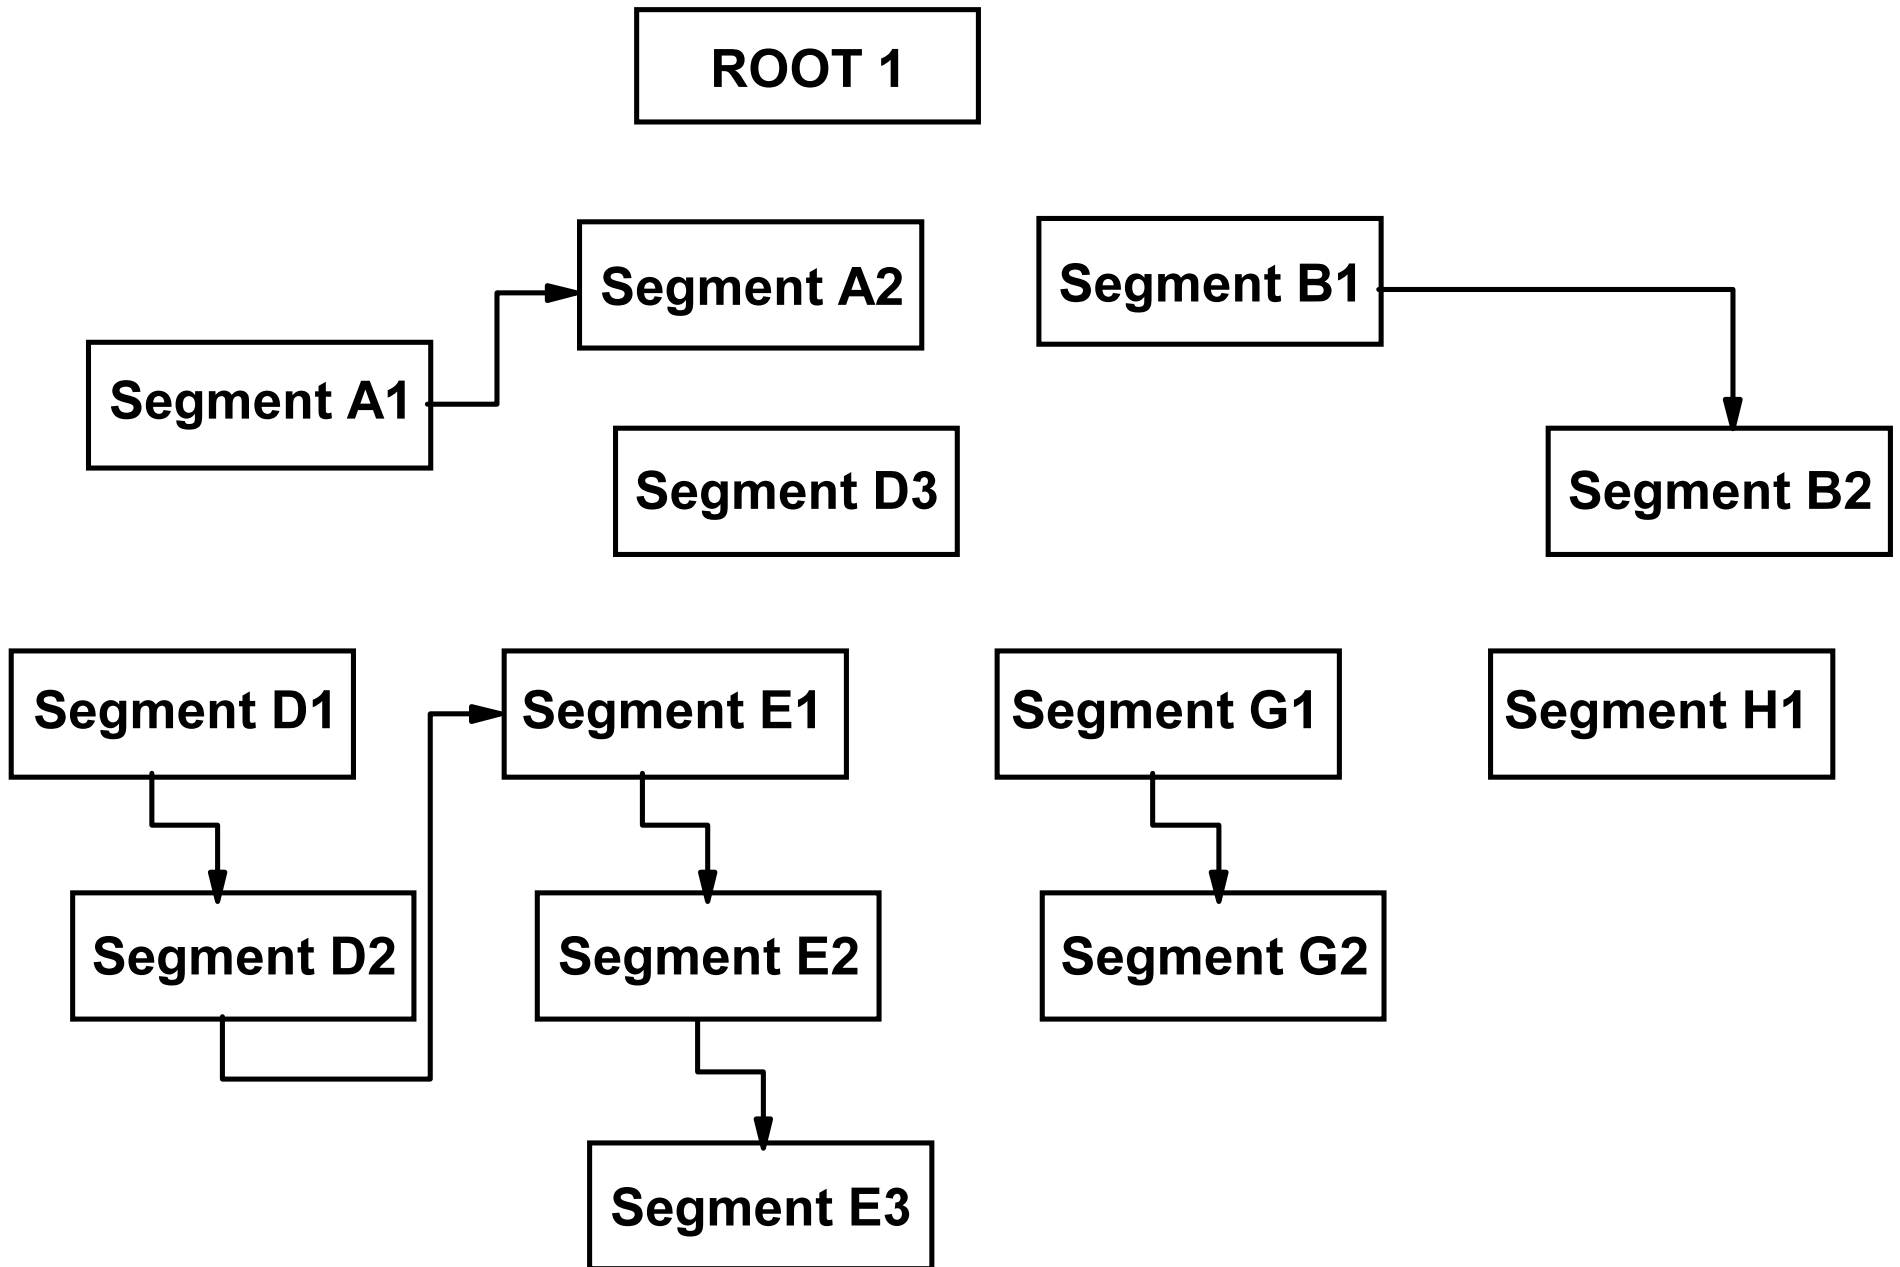 ROOT 1
Segment A2
Segment B1
Segment A1
Segment D3
Segment B2
Segment D1
Segment E1
Segment G1
Segment H1
Segment D2
Segment E2
Segment G2
Segment E3